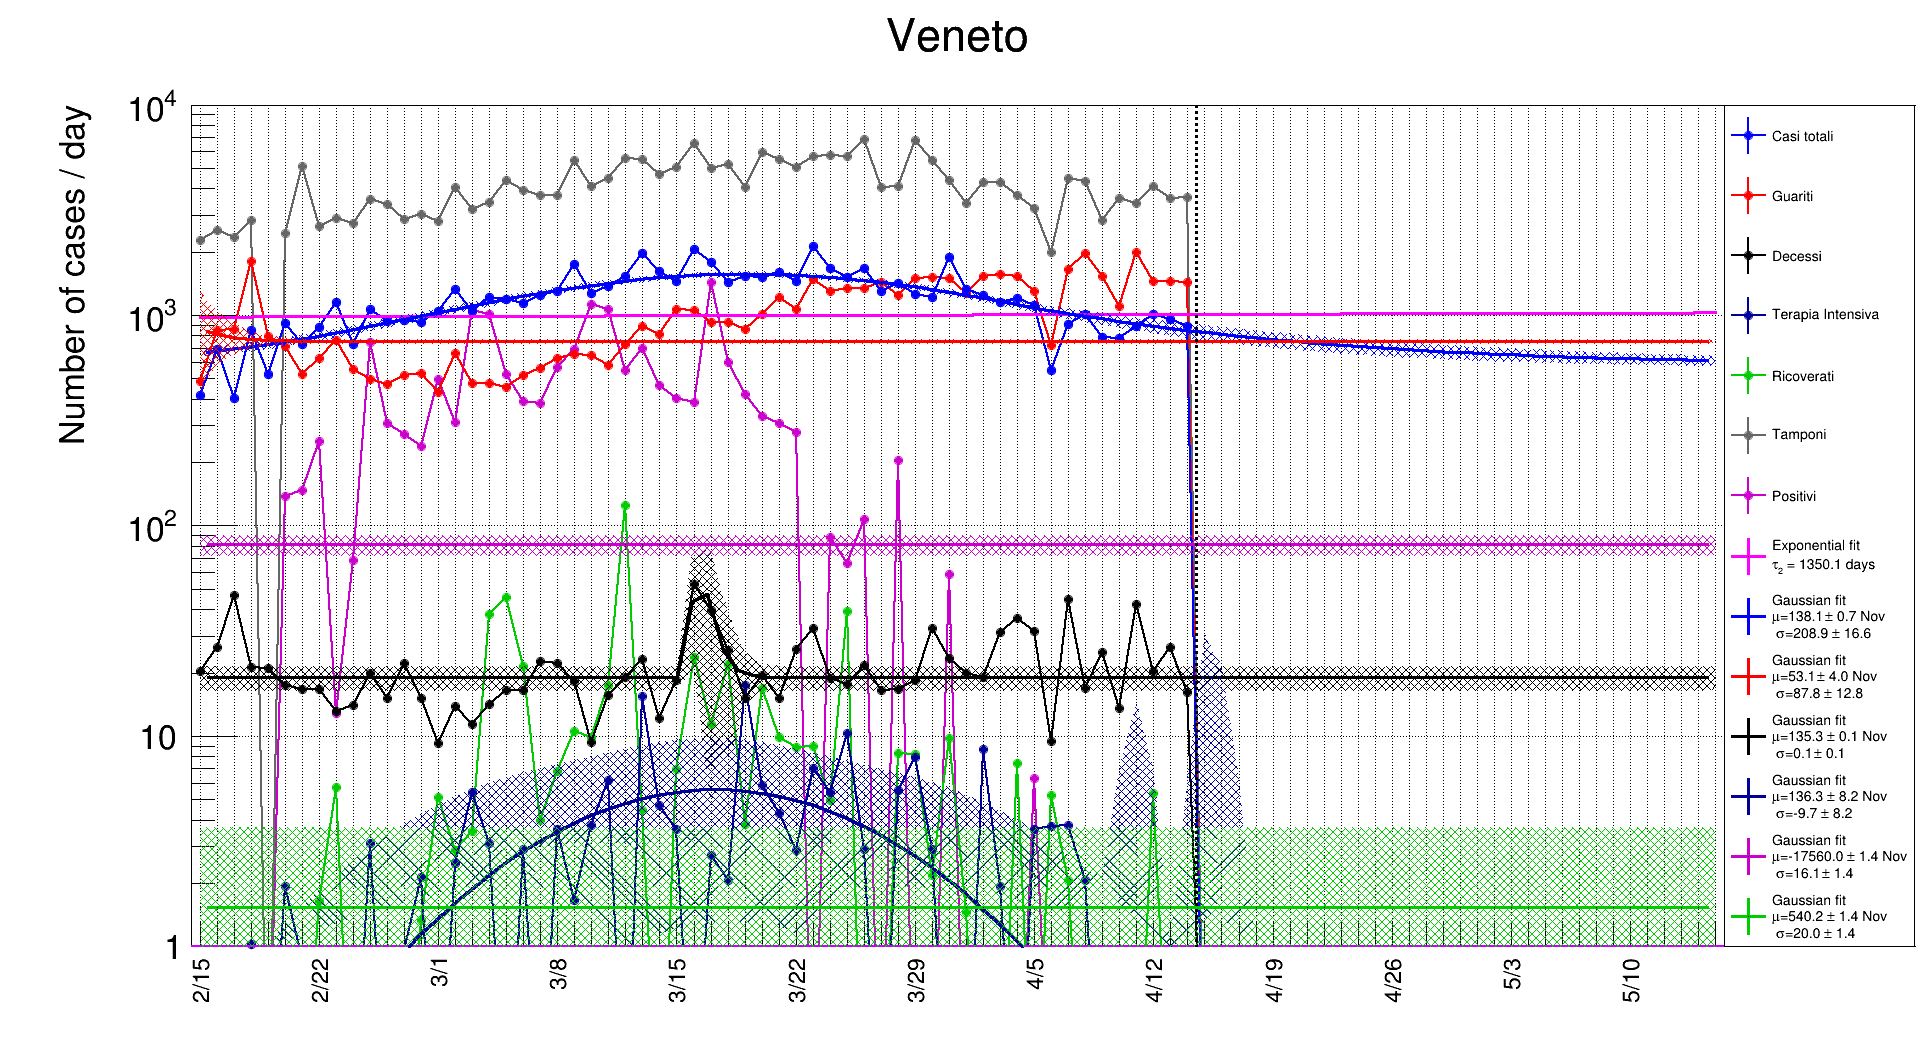 Veneto
Number of cases / day
10⁴
10³
10²
10
1
2/15
2/22
3/1
3/8
3/15
3/22
3/29
4/5
4/12
4/19
4/26
5/3
5/10
Casi totali
Guariti
Decessi
Terapia Intensiva
Ricoverati
Tamponi
Positivi
Exponential fit
τ₂ = 1350.1 days
Gaussian fit
μ=138.1 ± 0.7 Nov
σ=208.9 ± 16.6
Gaussian fit
μ=53.1 ± 4.0 Nov
σ=87.8 ± 12.8
Gaussian fit
μ=135.3 ± 0.1 Nov
σ=0.1 ± 0.1
Gaussian fit
μ=136.3 ± 8.2 Nov
σ=-9.7 ± 8.2
Gaussian fit
μ=-17560.0 ± 1.4 Nov
σ=16.1 ± 1.4
Gaussian fit
μ=540.2 ± 1.4 Nov
σ=20.0 ± 1.4